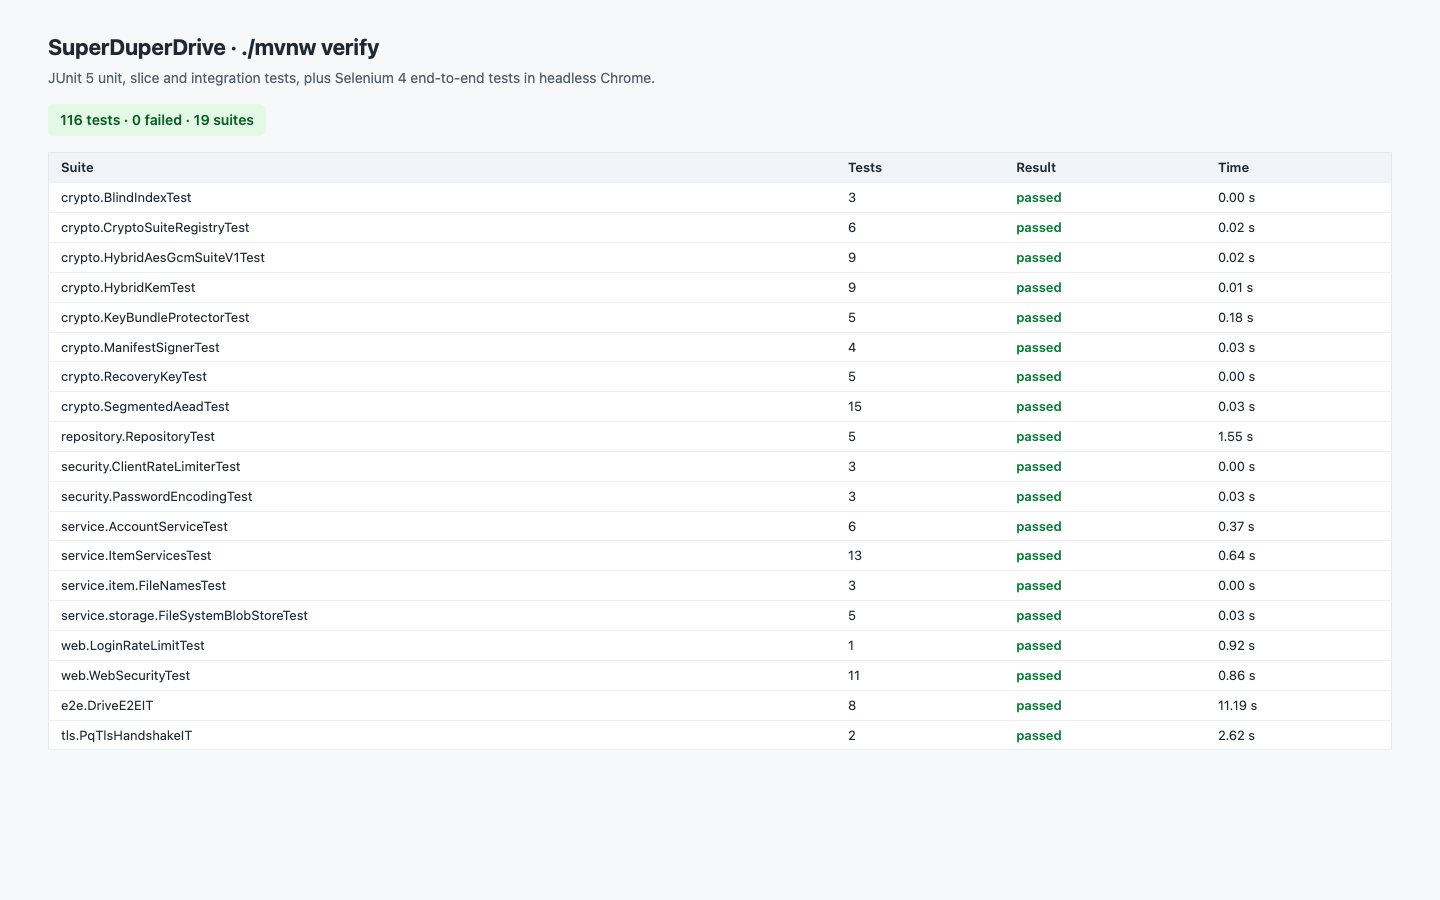 SuperDuperDrive · ./mvnw verify
JUnit 5 unit, slice and integration tests, plus Selenium 4 end-to-end tests in headless Chrome.
116 tests · 0 failed · 19 suites
Suite Tests Result Time
crypto.BlindIndexTest 3 passed 0.00 s
crypto.CryptoSuiteRegistryTest 6 passed 0.02 s
crypto.HybridAesGcmSuiteV1Test 9 passed 0.02 s
crypto.HybridKemTest 9 passed 0.01 s
crypto.KeyBundleProtectorTest 5 passed 0.18 s
crypto.ManifestSignerTest 4 passed 0.03 s
crypto.RecoveryKeyTest 5 passed 0.00 s
crypto.SegmentedAeadTest 15 passed 0.03 s
repository.RepositoryTest 5 passed 1.55 s
security.ClientRateLimiterTest 3 passed 0.00 s
security.PasswordEncodingTest 3 passed 0.03 s
service.AccountServiceTest 6 passed 0.37 s
service.ItemServicesTest 13 passed 0.64 s
service.item.FileNamesTest 3 passed 0.00 s
service.storage.FileSystemBlobStoreTest 5 passed 0.03 s
web.LoginRateLimitTest 1 passed 0.92 s
web.WebSecurityTest 11 passed 0.86 s
e2e.DriveE2EIT 8 passed 11.19 s
tls.PqTlsHandshakeIT 2 passed 2.62 s